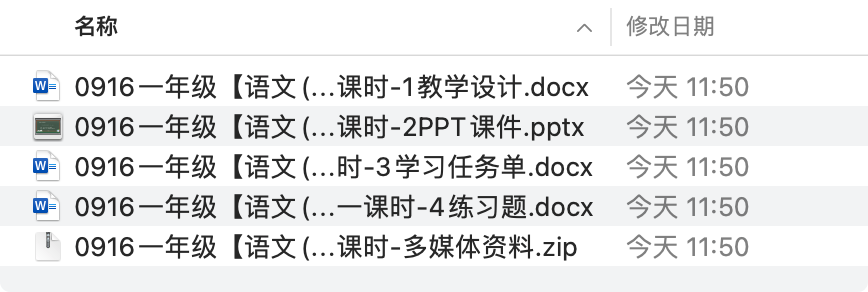 名称 修改日期
0916一年级【语文(...课时-1教学设计.docx 今天 11:50
0916一年级【语文(...课时-2PPT课件.pptx 今天 11:50
0916一年级【语文(...时-3学习任务单.docx 今天 11:50
0916一年级【语文(...一课时-4练习题.docx 今天 11:50
0916一年级【语文(...课时-多媒体资料.zip 今天 11:50